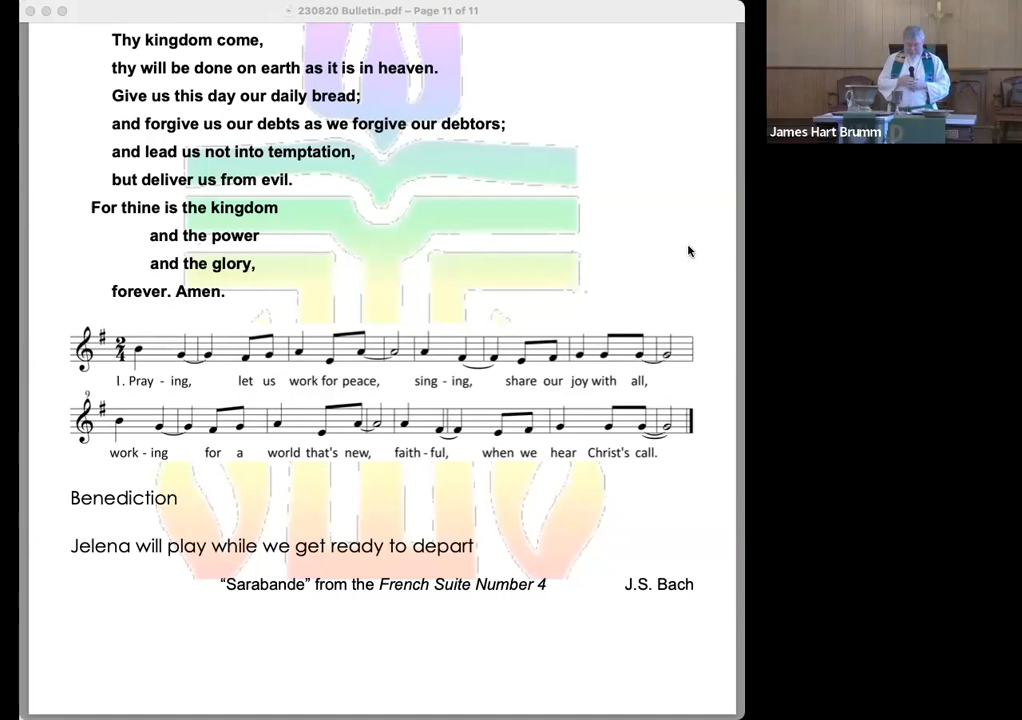 230820 Bulletin.pdf – Page 11 of 11
Thy kingdom come,
thy will be done on earth as it is in heaven.
Give us this day our daily bread;
and forgive us our debts as we forgive our debtors;
and lead us not into temptation,
but deliver us from evil.
For thine is the kingdom
and the power
and the glory,
forever. Amen.
2
4
1. Pray - ing, let us work for peace, sing - ing, share our joy with all,
9
work - ing for a world that's new, faith - ful, when we hear Christ's call.
Benediction
Jelena will play while we get ready to depart
“Sarabande” from the French Suite Number 4 J.S. Bach
James Hart Brumm